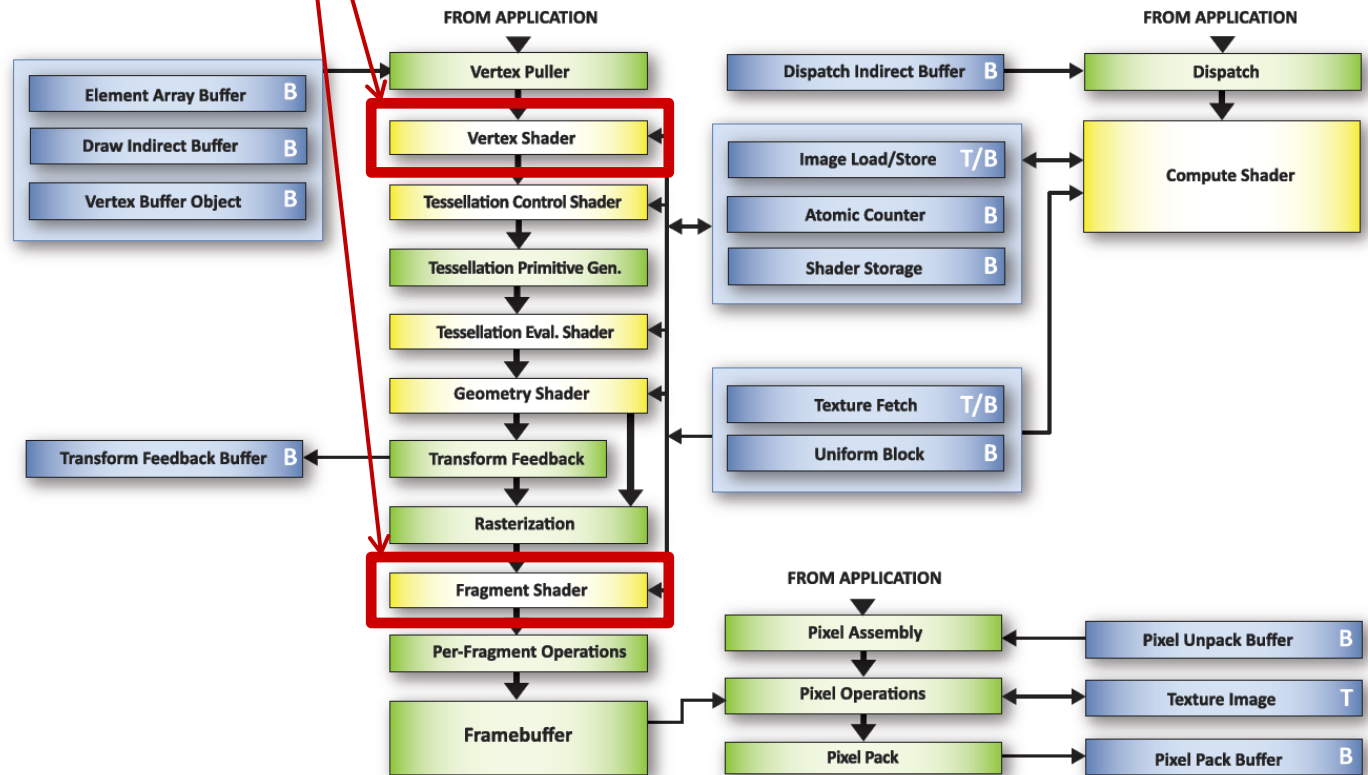 FROM APPLICATION
FROM APPLICATION
Vertex Puller
Dispatch Indirect Buffer B
Dispatch
Element Array Buffer B
Draw Indirect Buffer B
Vertex Buffer Object B
Vertex Shader
Image Load/Store T/B
Atomic Counter B
Shader Storage B
Compute Shader
Tessellation Control Shader
Tessellation Primitive Gen.
Tessellation Eval. Shader
Geometry Shader
Texture Fetch T/B
Uniform Block B
Transform Feedback Buffer B
Transform Feedback
Rasterization
Fragment Shader
Per-Fragment Operations
Framebuffer
FROM APPLICATION
Pixel Assembly
Pixel Unpack Buffer B
Pixel Operations
Texture Image T
Pixel Pack
Pixel Pack Buffer B